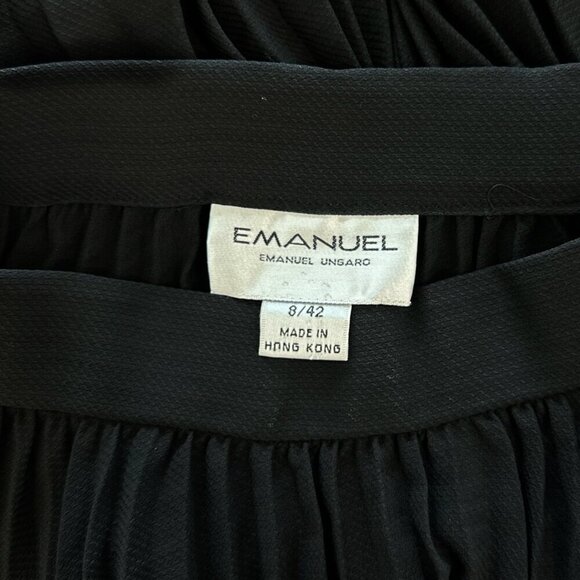 EMANUEL
EMANUEL UNGARO
8/42
MADE IN
HONG KONG